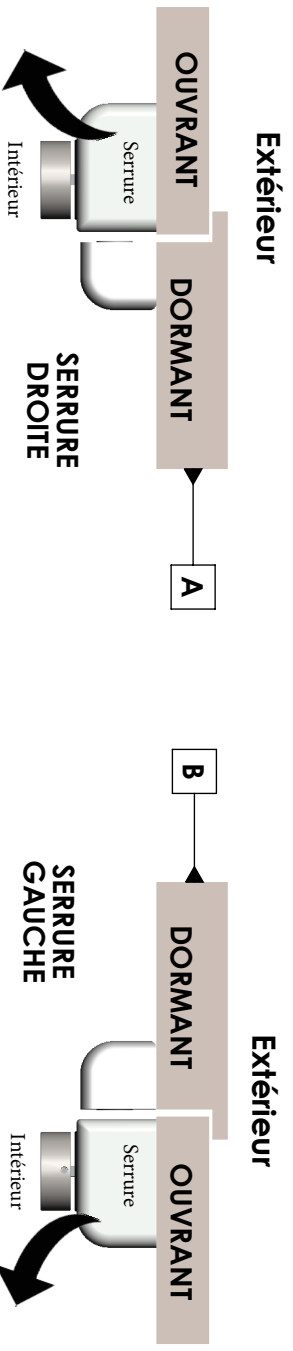 Extérieur
OUVRANT
DORMANT
A
Serrure
Intérieur
SERRURE
DROITE
Extérieur
B
DORMANT
OUVRANT
Serrure
Intérieur
SERRURE
GAUCHE